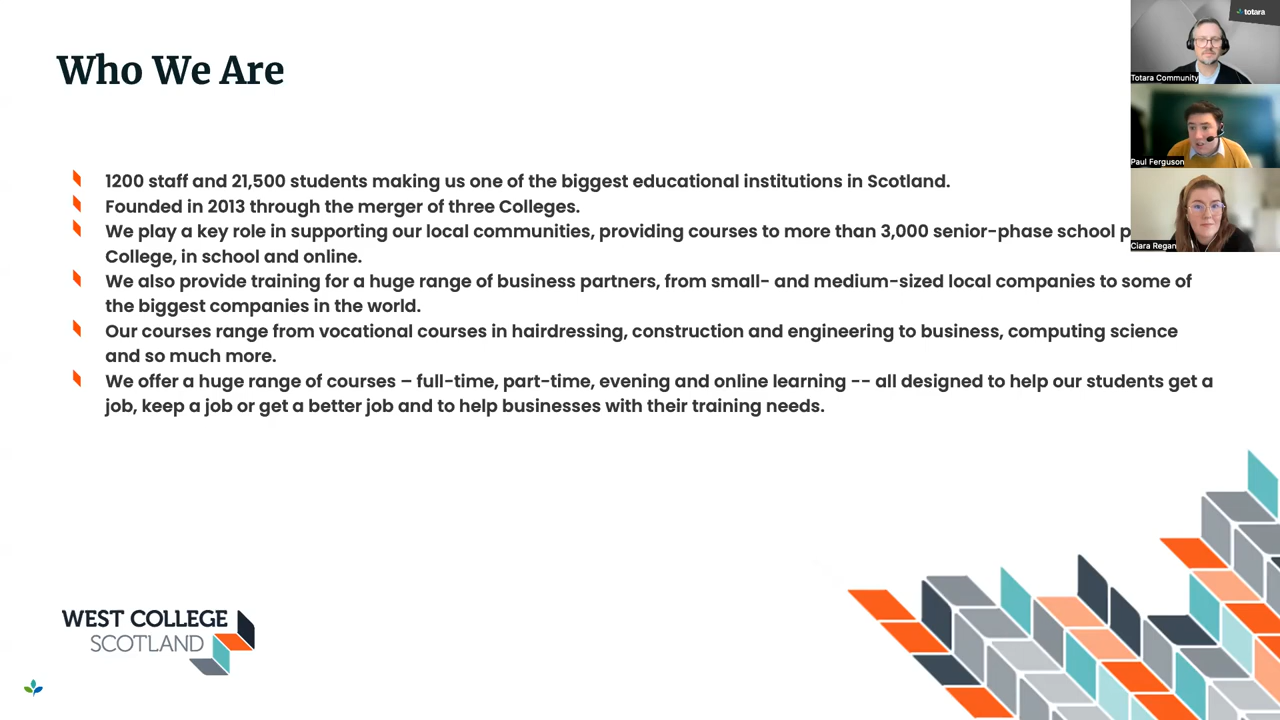 Who We Are
totara
Totara Community
Paul Ferguson
Ciara Regan
1200 staff and 21,500 students making us one of the biggest educational institutions in Scotland.
Founded in 2013 through the merger of three Colleges.
We play a key role in supporting our local communities, providing courses to more than 3,000 senior-phase school p
College, in school and online.
We also provide training for a huge range of business partners, from small- and medium-sized local companies to some of
the biggest companies in the world.
Our courses range from vocational courses in hairdressing, construction and engineering to business, computing science
and so much more.
We offer a huge range of courses – full-time, part-time, evening and online learning -- all designed to help our students get a
job, keep a job or get a better job and to help businesses with their training needs.
WEST COLLEGE
SCOTLAND